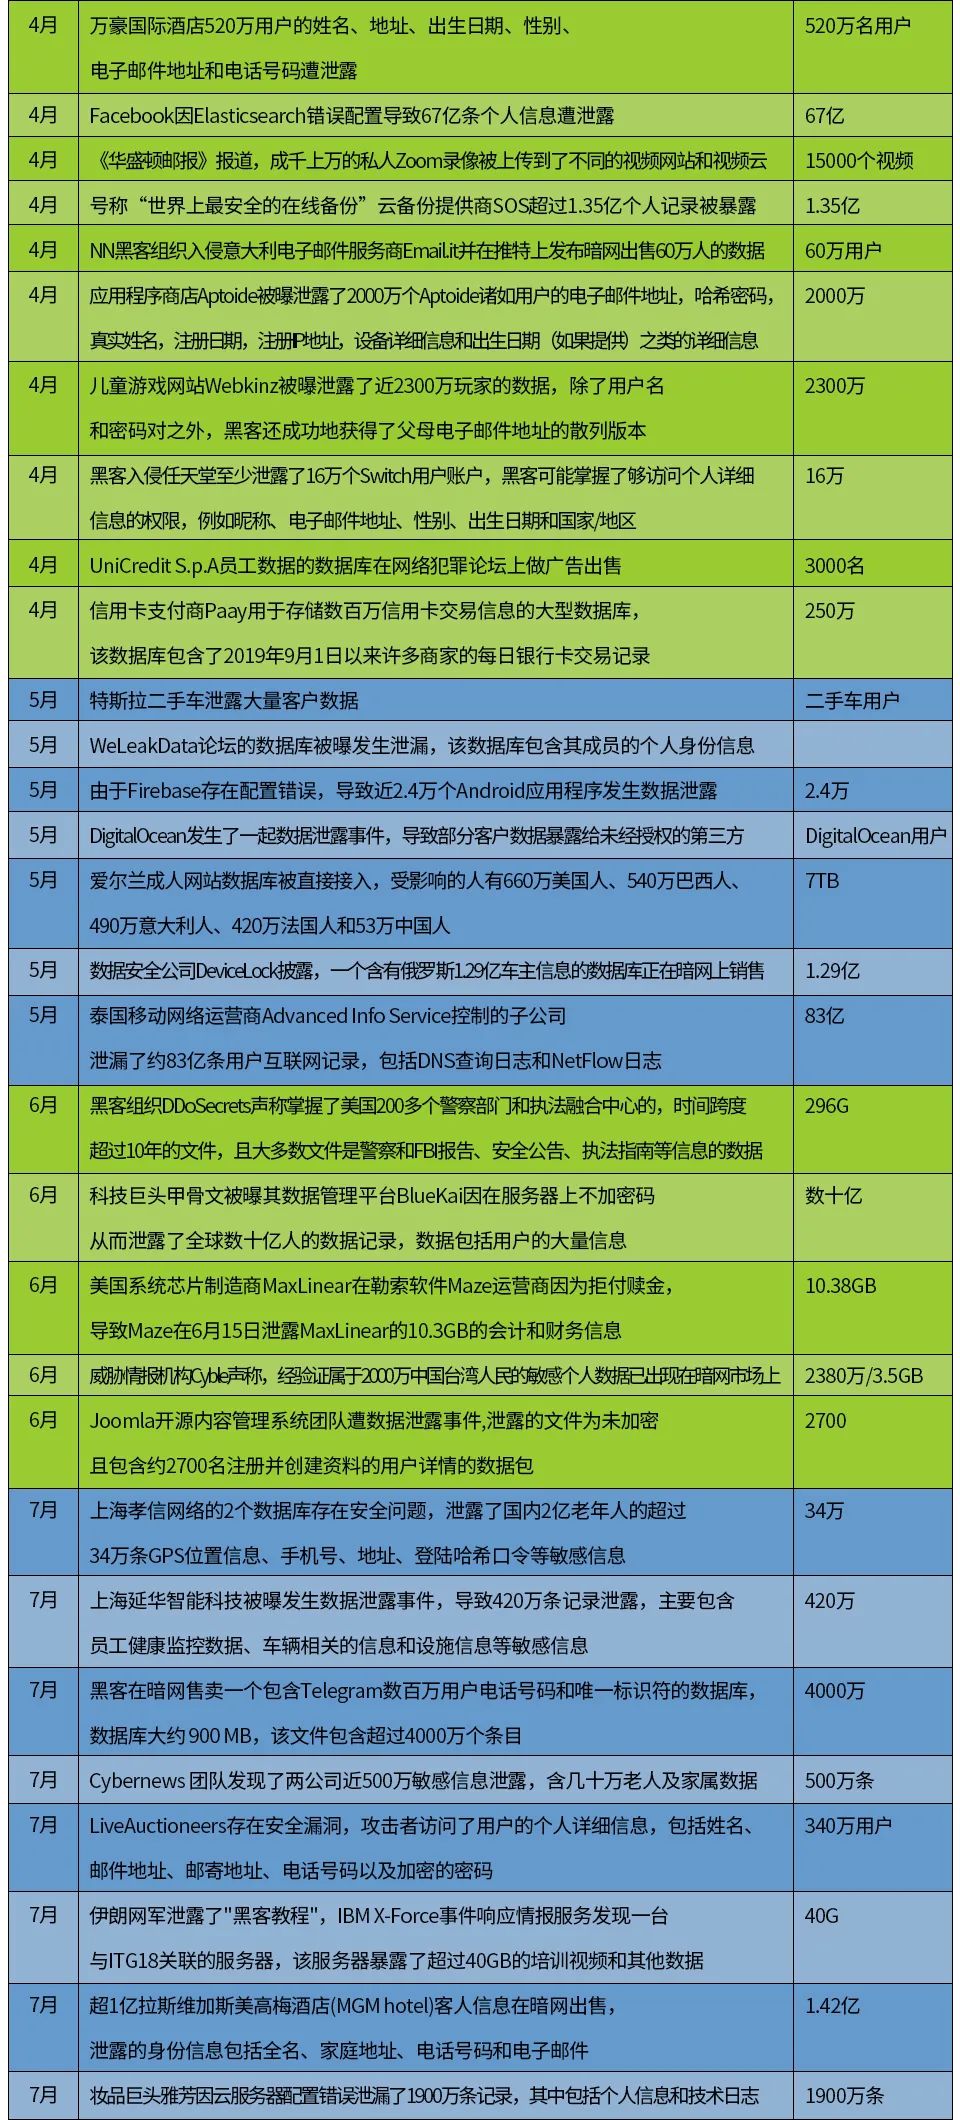 4月 万豪国际酒店520万用户的姓名、地址、出生日期、性别、 520万名用户
电子邮件地址和电话号码遭泄露
4月 Facebook因Elasticsearch错误配置导致67亿条个人信息遭泄露 67亿
4月 《华盛顿邮报》报道，成千上万的私人Zoom录像被上传到了不同的视频网站和视频云 15000个视频
4月 号称“世界上最安全的在线备份”云备份提供商SOS超过1.35亿个人记录被暴露 1.35亿
4月 NN黑客组织入侵意大利电子邮件服务商Email.it并在推特上发布暗网出售60万人的数据 60万用户
4月 应用程序商店Aptoide被曝泄露了2000万个Aptoide诸如用户的电子邮件地址，哈希密码， 2000万
真实姓名，注册日期，注册IP地址，设备详细信息和出生日期（如果提供）之类的详细信息
4月 儿童游戏网站Webkinz被曝泄露了近2300万玩家的数据，除了用户名 2300万
和密码对之外，黑客还成功地获得了父母电子邮件地址的散列版本
4月 黑客入侵任天堂至少泄露了16万个Switch用户账户，黑客可能掌握了够访问个人详细 16万
信息的权限，例如昵称、电子邮件地址、性别、出生日期和国家/地区
4月 UniCredit S.p.A员工数据的数据库在网络犯罪论坛上做广告出售 3000名
4月 信用卡支付商Paay用于存储数百万信用卡交易信息的大型数据库， 250万
该数据库包含了2019年9月1日以来许多商家的每日银行卡交易记录
5月 特斯拉二手车泄露大量客户数据 二手车用户
5月 WeLeakData论坛的数据库被曝发生泄漏，该数据库包含其成员的个人身份信息
5月 由于Firebase存在配置错误，导致近2.4万个Android应用程序发生数据泄露 2.4万
5月 DigitalOcean发生了一起数据泄露事件，导致部分客户数据暴露给未经授权的第三方 DigitalOcean用户
5月 爱尔兰成人网站数据库被直接接入，受影响的人有660万美国人、540万巴西人、 7TB
490万意大利人、420万法国人和53万中国人
5月 数据安全公司DeviceLock披露，一个含有俄罗斯1.29亿车主信息的数据库正在暗网上销售 1.29亿
5月 泰国移动网络运营商Advanced Info Service控制的子公司 83亿
泄漏了约83亿条用户互联网记录，包括DNS查询日志和NetFlow日志
6月 黑客组织DDoSecrets声称掌握了美国200多个警察部门和执法融合中心的，时间跨度 296G
超过10年的文件，且大多数文件是警察和FBI报告、安全公告、执法指南等信息的数据
6月 科技巨头甲骨文被曝其数据管理平台BlueKai因在服务器上不加密码 数十亿
从而泄露了全球数十亿人的数据记录，数据包括用户的大量信息
6月 美国系统芯片制造商MaxLinear在勒索软件Maze运营商因为拒付赎金， 10.38GB
导致Maze在6月15日泄露MaxLinear的10.3GB的会计和财务信息
6月 威胁情报机构Cyble声称，经验证属于2000万中国台湾人民的敏感个人数据已出现在暗网市场上 2380万/3.5GB
6月 Joomla开源内容管理系统团队遭数据泄露事件,泄露的文件为未加密 2700
且包含约2700名注册并创建资料的用户详情的数据包
7月 上海孝信网络的2个数据库存在安全问题，泄露了国内2亿老年人的超过 34万
34万条GPS位置信息、手机号、地址、登陆哈希口令等敏感信息
7月 上海延华智能科技被曝发生数据泄露事件，导致420万条记录泄露，主要包含 420万
员工健康监控数据、车辆相关的信息和设施信息等敏感信息
7月 黑客在暗网售卖一个包含Telegram数百万用户电话号码和唯一标识符的数据库， 4000万
数据库大约 900 MB，该文件包含超过4000万个条目
7月 Cybernews 团队发现了两公司近500万敏感信息泄露，含几十万老人及家属数据 500万条
7月 LiveAuctioneers存在安全漏洞，攻击者访问了用户的个人详细信息，包括姓名、 340万用户
邮件地址、邮寄地址、电话号码以及加密的密码
7月 伊朗网军泄露了"黑客教程"，IBM X-Force事件响应情报服务发现一台 40G
与ITG18关联的服务器，该服务器暴露了超过40GB的培训视频和其他数据
7月 超1亿拉斯维加斯美高梅酒店(MGM hotel)客人信息在暗网出售， 1.42亿
泄露的身份信息包括全名、家庭地址、电话号码和电子邮件
7月 妆品巨头雅芳因云服务器配置错误泄漏了1900万条记录，其中包括个人信息和技术日志 1900万条